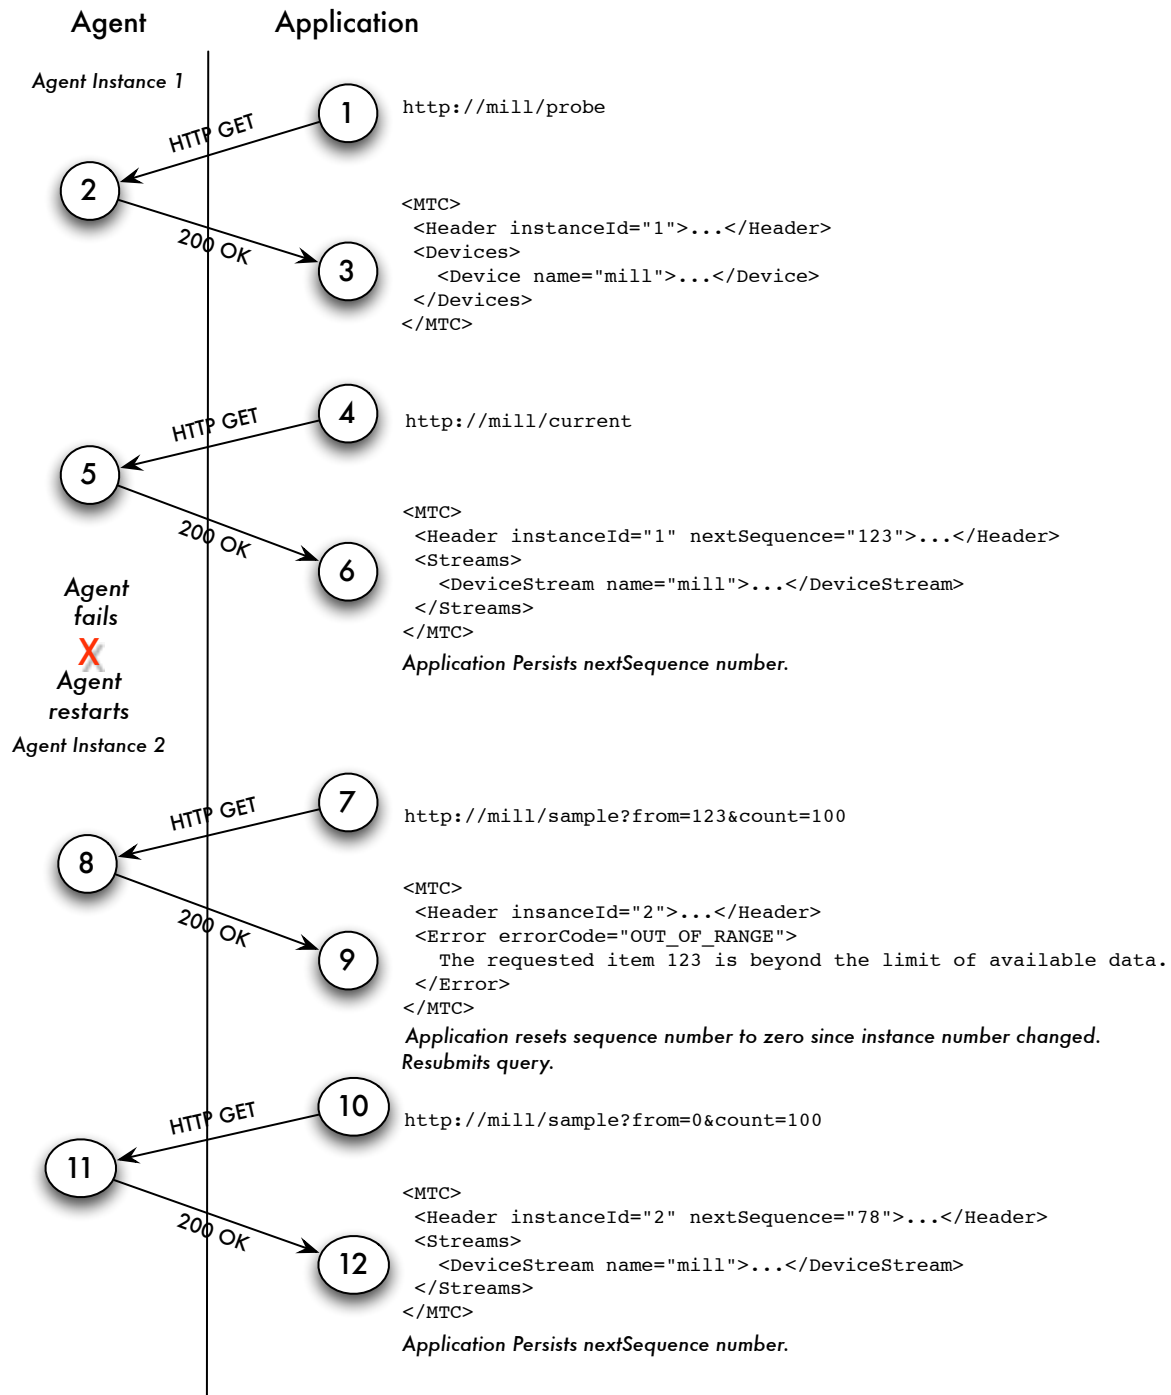 Agent Application
Agent Instance 1
1 http://mill/probe
HTTP GET
2
<MTC>
<Header instanceId="1">...</Header>
200 OK
<Devices>
3
<Device name="mill">...</Device>
</Devices>
</MTC>
4 http://mill/current
HTTP GET
5
<MTC>
200 OK
<Header instanceId="1" nextSequence="123">...</Header>
<Streams>
6
<DeviceStream name="mill">...</DeviceStream>
</Streams>
</MTC>
Application Persists nextSequence number.
Agent
fails
X
Agent
restarts
Agent Instance 2
7 http://mill/sample?from=123&count=100
HTTP GET
8
<MTC>
<Header insanceId="2">...</Header>
200 OK
<Error errorCode="OUT_OF_RANGE">
9
The requested item 123 is beyond the limit of available data.
</Error>
</MTC>
Application resets sequence number to zero since instance number changed.
Resubmits query.
10 http://mill/sample?from=0&count=100
HTTP GET
11
<MTC>
<Header instanceId="2" nextSequence="78">...</Header>
200 OK
<Streams>
12
<DeviceStream name="mill">...</DeviceStream>
</Streams>
</MTC>
Application Persists nextSequence number.